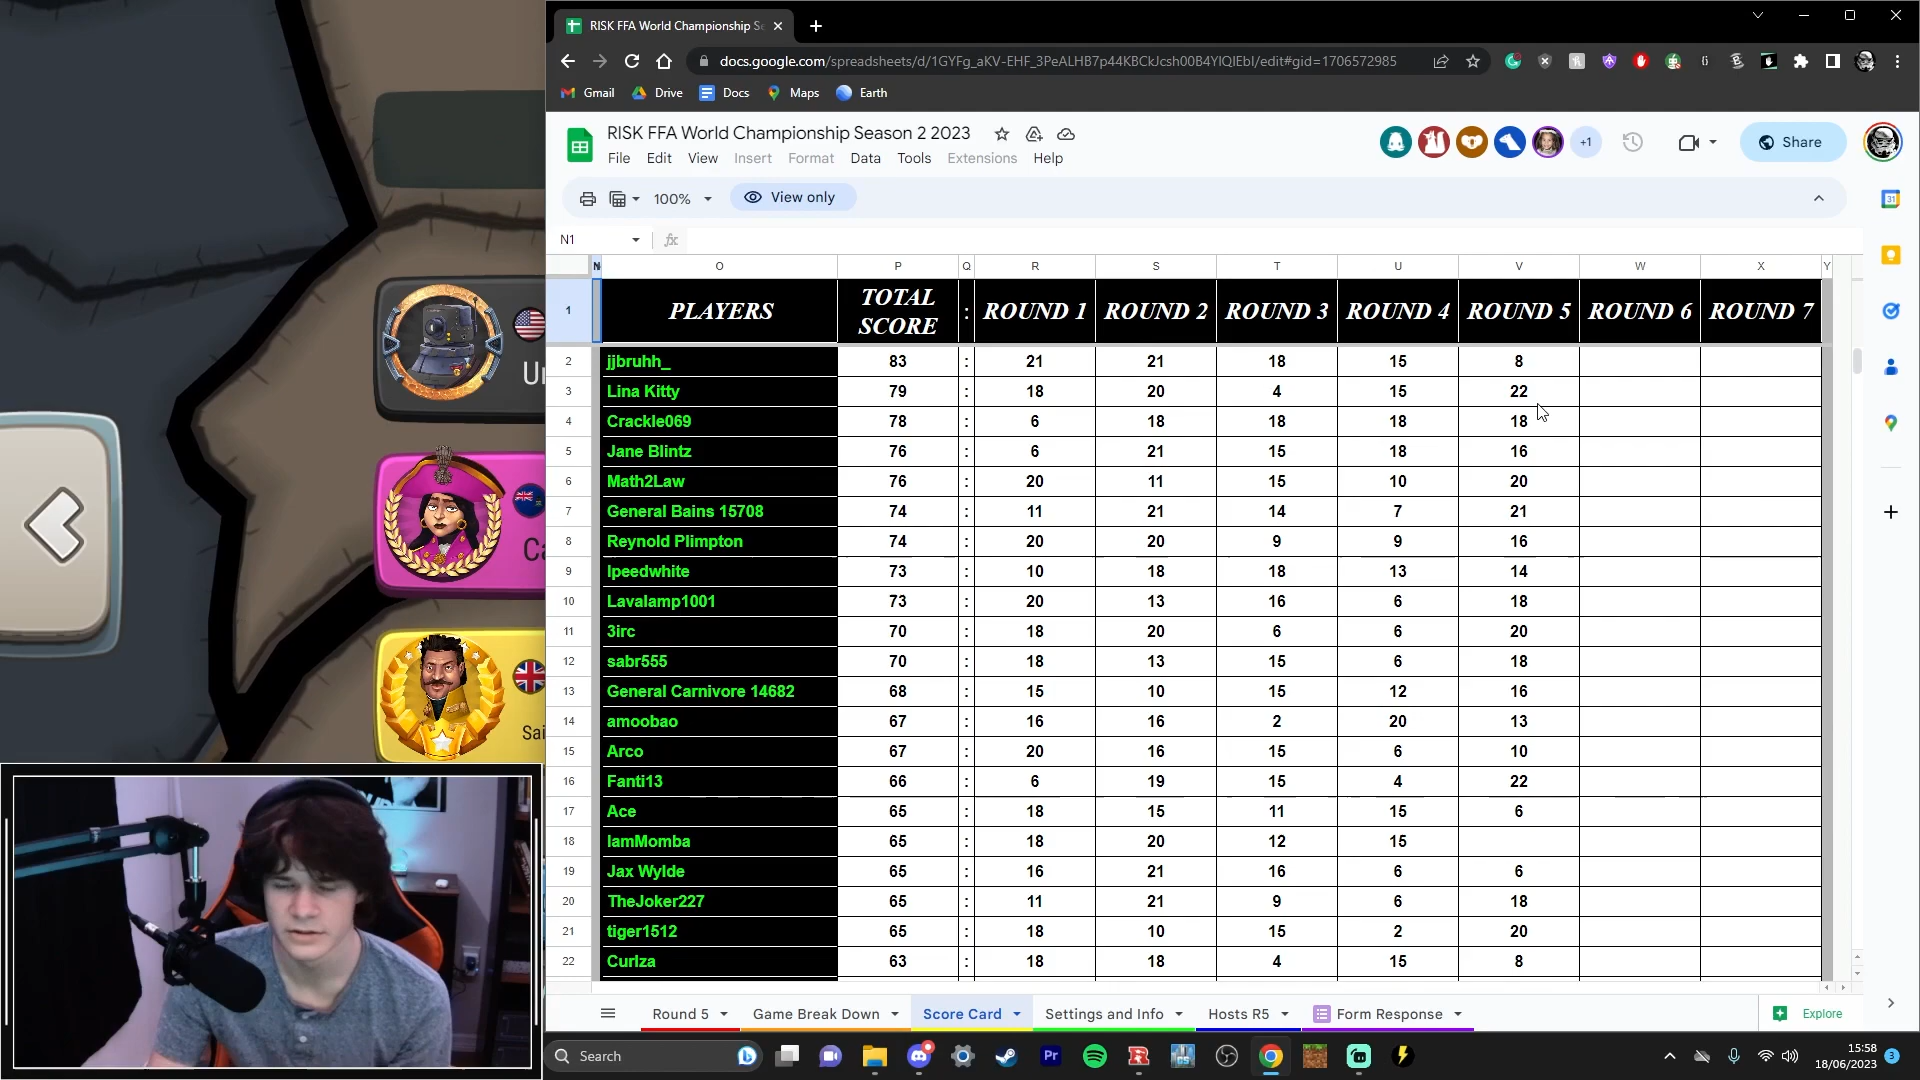 RISK FFA World Championship Se
docs.google.com/spreadsheets/d/1GYFg_aKV-EHF_3PeALHB7p44KBCkJcsh00B4YlQIEbI/edit#gid=1706572985
Gmail Drive Docs Maps Earth
RISK FFA World Championship Season 2 2023
File Edit View Insert Format Data Tools Extensions Help
+1
Share
100% View only
N1
N O P Q R S T U V W X Y
1 PLAYERS TOTAL SCORE : ROUND 1 ROUND 2 ROUND 3 ROUND 4 ROUND 5 ROUND 6 ROUND 7
2 jjbruhh_ 83 : 21 21 18 15 8
3 Lina Kitty 79 : 18 20 4 15 22
4 Crackle069 78 : 6 18 18 18 18
5 Jane Blintz 76 : 6 21 15 18 16
6 Math2Law 76 : 20 11 15 10 20
7 General Bains 15708 74 : 11 21 14 7 21
8 Reynold Plimpton 74 : 20 20 9 9 16
9 Ipeedwhite 73 : 10 18 18 13 14
10 Lavalamp1001 73 : 20 13 16 6 18
11 3irc 70 : 18 20 6 6 20
12 sabr555 70 : 18 13 15 6 18
13 General Carnivore 14682 68 : 15 10 15 12 16
14 amoobao 67 : 16 16 2 20 13
15 Arco 67 : 20 16 15 6 10
16 Fanti13 66 : 6 19 15 4 22
17 Ace 65 : 18 15 11 15 6
18 IamMomba 65 : 18 20 12 15
19 Jax Wylde 65 : 16 21 16 6 6
20 TheJoker227 65 : 11 21 9 6 18
21 tiger1512 65 : 18 10 15 2 20
22 Curlza 63 : 18 18 4 15 8
Round 5 Game Break Down Score Card Settings and Info Hosts R5 Form Response
Explore
Ur
Ca
Sai
Search
15:58
18/06/2023
3